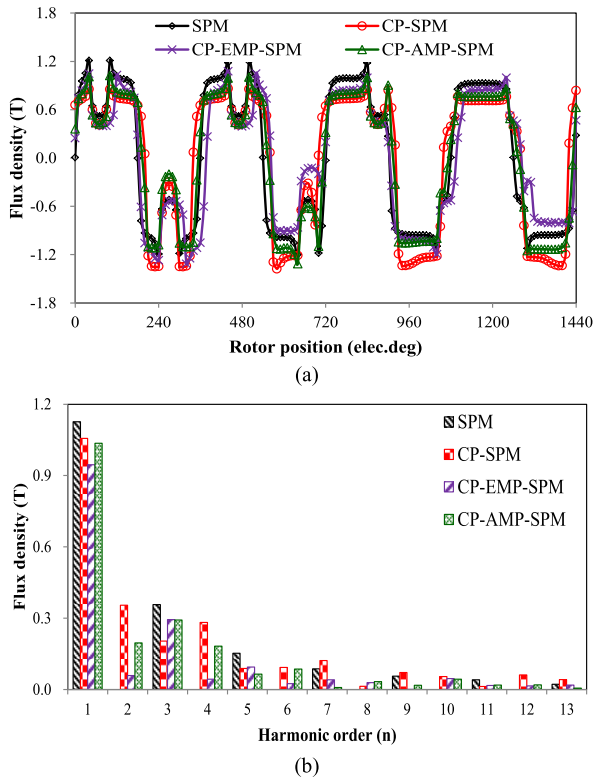 SPM CP-SPM
CP-EMP-SPM CP-AMP-SPM
1.8
1.2
0.6
0.0
-0.6
-1.2
-1.8
Flux density (T)
0 240 480 720 960 1200 1440
Rotor position (elec.deg)
(a)
1.2
0.9
0.6
0.3
0.0
Flux density (T)
SPM
CP-SPM
CP-EMP-SPM
CP-AMP-SPM
1 2 3 4 5 6 7 8 9 10 11 12 13
Harmonic order (n)
(b)